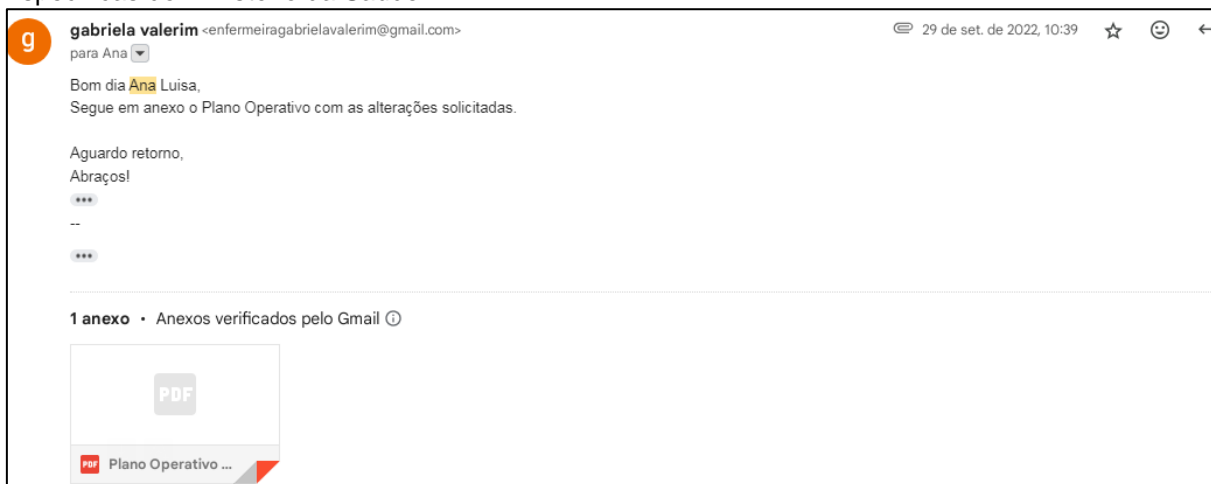 g
gabriela valerim <enfermeiragabrielavalerim@gmail.com>
29 de set. de 2022, 10:39
para Ana
Bom dia Ana Luisa,
Segue em anexo o Plano Operativo com as alterações solicitadas.
Aguardo retorno,
Abraços!
--
1 anexo • Anexos verificados pelo Gmail
PDF
PDF Plano Operativo ...